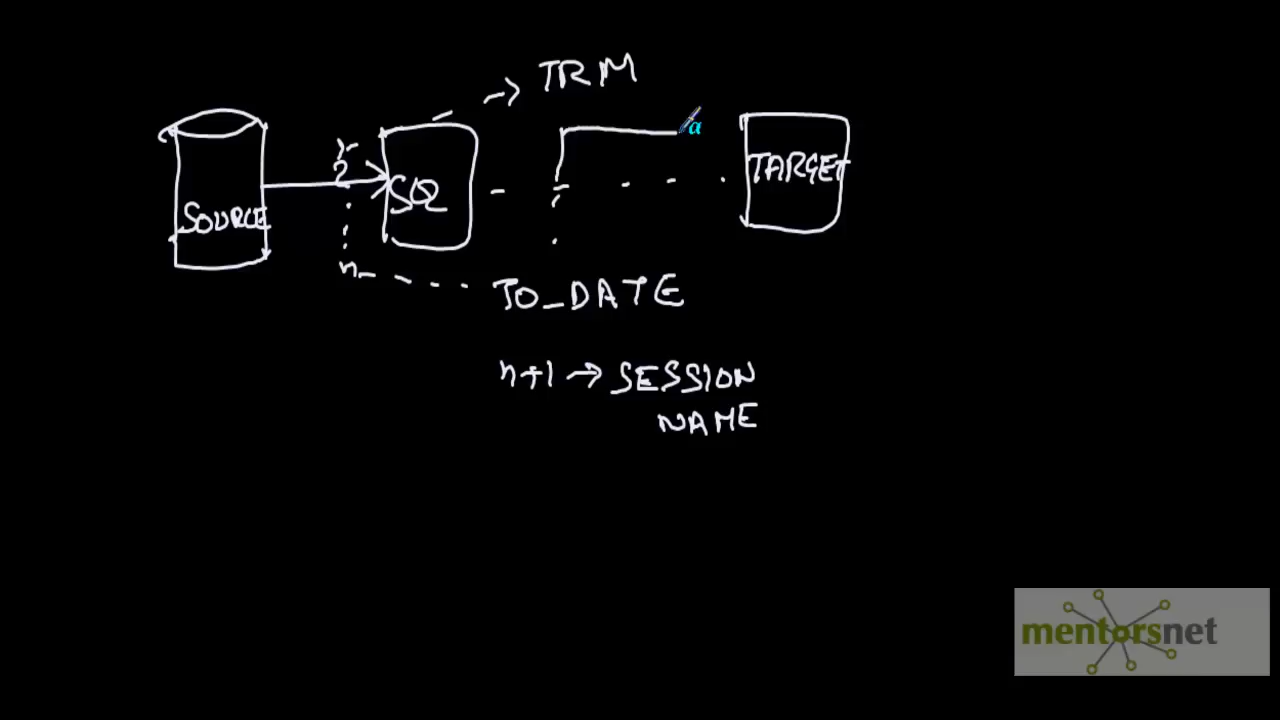 TRM
SOURCE
SQ
TARGET
n
TO_DATE
n+1 → SESSION
NAME
mentorsnet